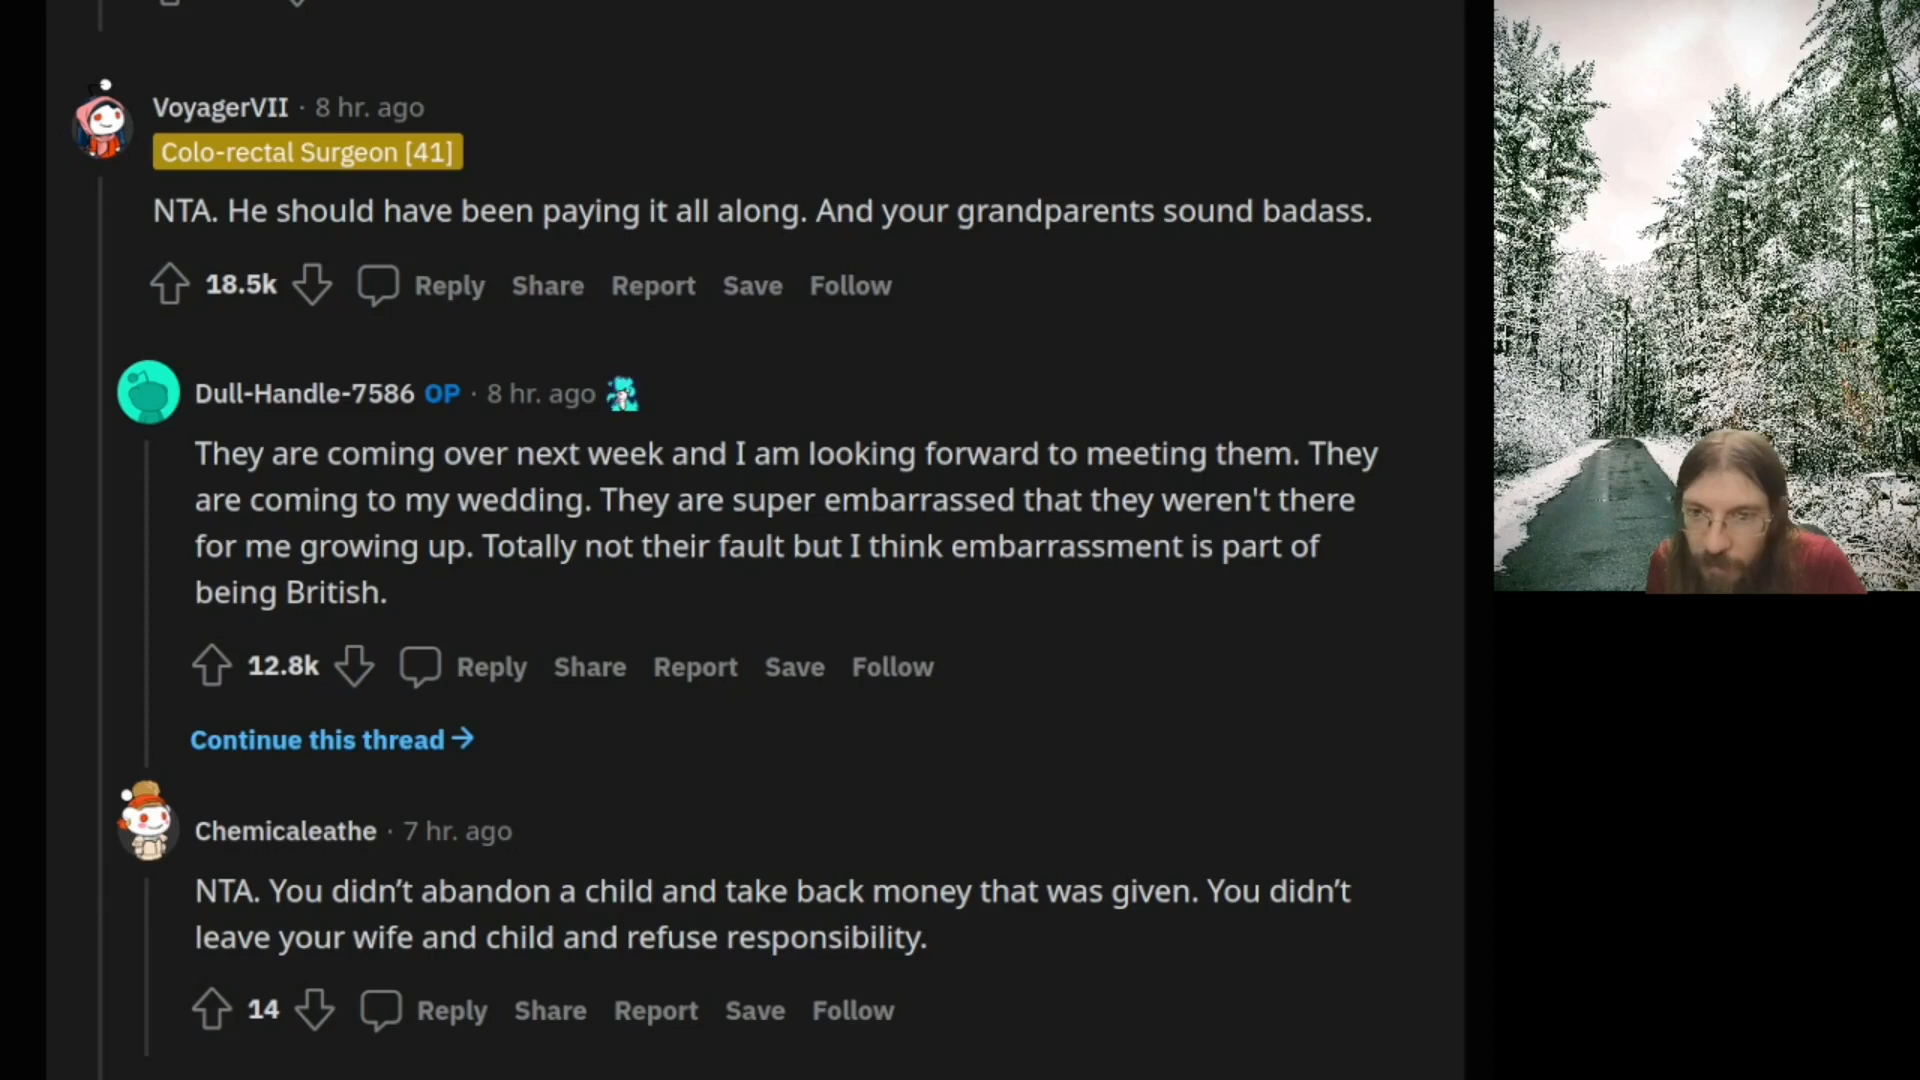 VoyagerVII · 8 hr. ago
Colo-rectal Surgeon [41]
NTA. He should have been paying it all along. And your grandparents sound badass.
18.5k Reply Share Report Save Follow
Dull-Handle-7586 OP · 8 hr. ago
They are coming over next week and I am looking forward to meeting them. They
are coming to my wedding. They are super embarrassed that they weren't there
for me growing up. Totally not their fault but I think embarrassment is part of
being British.
12.8k Reply Share Report Save Follow
Continue this thread →
Chemicaleathe · 7 hr. ago
NTA. You didn’t abandon a child and take back money that was given. You didn’t
leave your wife and child and refuse responsibility.
14 Reply Share Report Save Follow